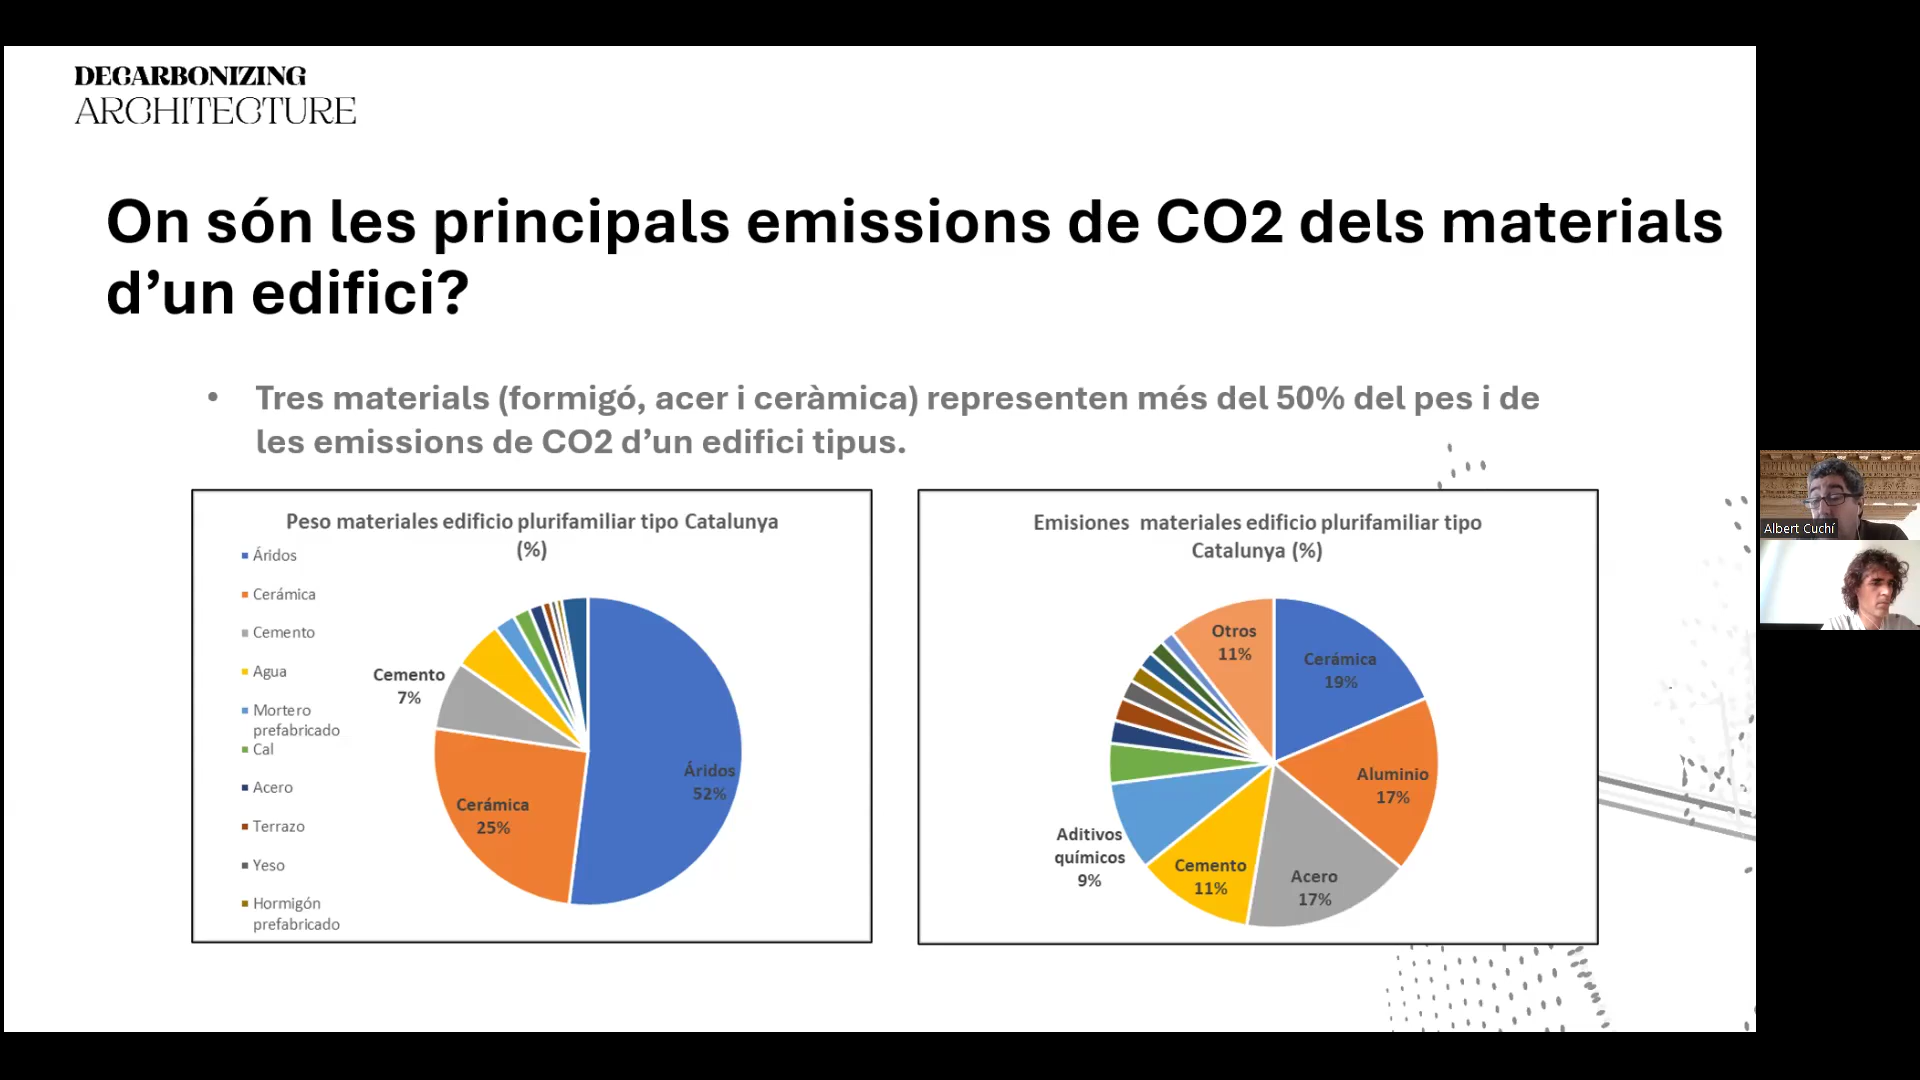 DECARBONIZING
ARCHITECTURE
On són les principals emissions de CO2 dels materials
d’un edifici?
• Tres materials (formigó, acer i ceràmica) representen més del 50% del pes i de
les emissions de CO2 d’un edifici tipus.
Peso materiales edificio plurifamiliar tipo Catalunya
(%)
Áridos
Cerámica
Cemento
Agua
Mortero
prefabricado
Cal
Acero
Terrazo
Yeso
Hormigón
prefabricado
Cemento
7%
Áridos
52%
Cerámica
25%
Emisiones materiales edificio plurifamiliar tipo
Catalunya (%)
Otros
11%
Cerámica
19%
Aluminio
17%
Aditivos
químicos
9%
Cemento
11%
Acero
17%
Albert Cuchí